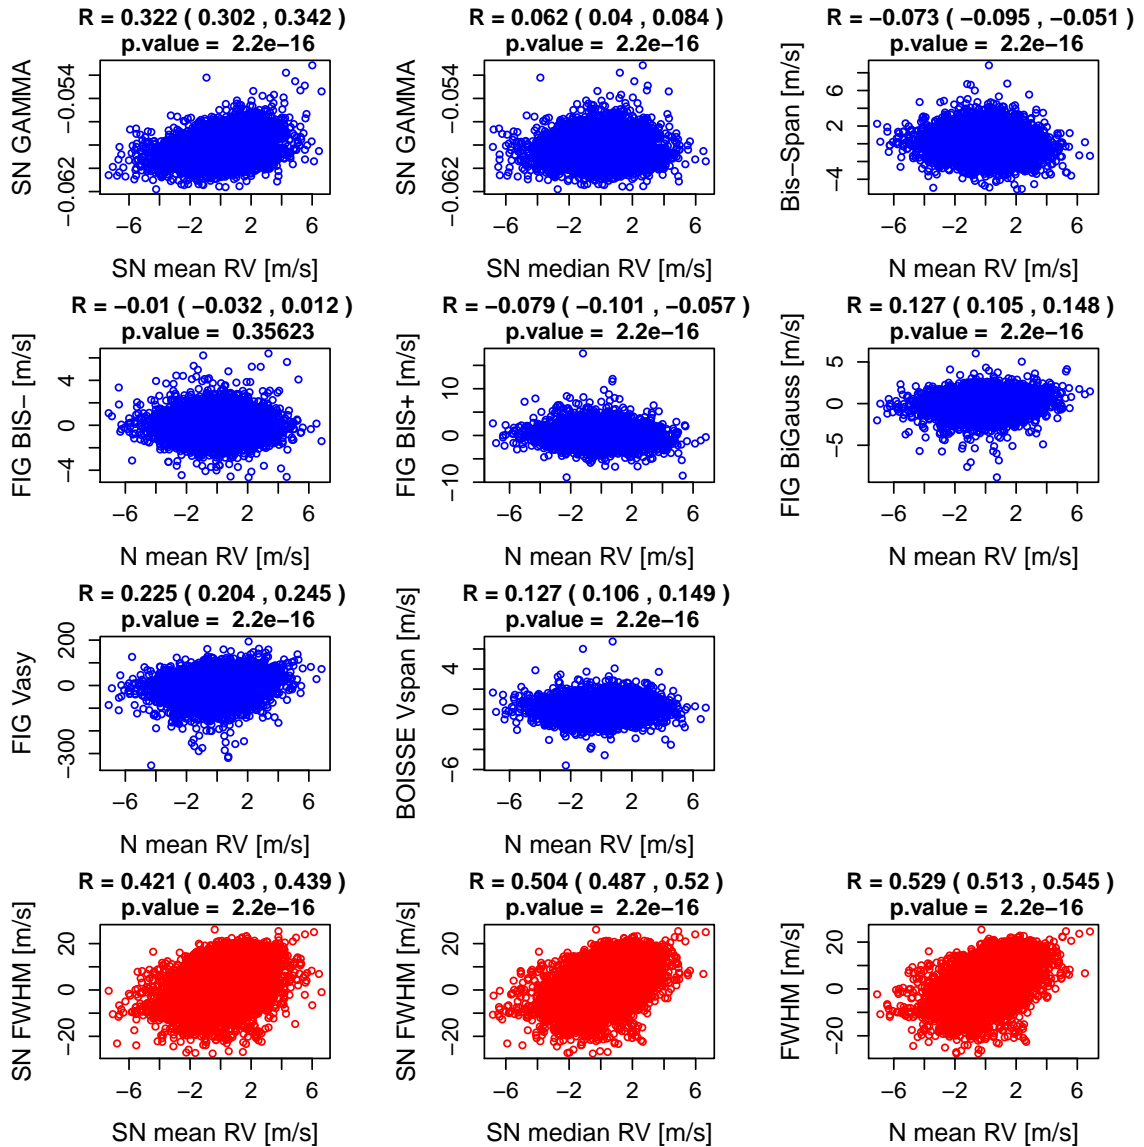 R = 0.322 ( 0.302 , 0.342 )
p.value = 2.2e−16
SN GAMMA
−0.054
−0.062
−6 −2 2 6
SN mean RV [m/s]
R = 0.062 ( 0.04 , 0.084 )
p.value = 2.2e−16
SN GAMMA
−0.054
−0.062
−6 −2 2 6
SN median RV [m/s]
R = −0.073 ( −0.095 , −0.051 )
p.value = 2.2e−16
Bis−Span [m/s]
6
2
−4
−6 −2 2 6
N mean RV [m/s]
R = −0.01 ( −0.032 , 0.012 )
p.value = 0.35623
FIG BIS− [m/s]
4
0
−4
−6 −2 2 6
N mean RV [m/s]
R = −0.079 ( −0.101 , −0.057 )
p.value = 2.2e−16
FIG BIS+ [m/s]
10
0
−10
−6 −2 2 6
N mean RV [m/s]
R = 0.127 ( 0.105 , 0.148 )
p.value = 2.2e−16
FIG BiGauss [m/s]
5
0
−5
−6 −2 2 6
N mean RV [m/s]
R = 0.225 ( 0.204 , 0.245 )
p.value = 2.2e−16
FIG Vasy
200
0
−300
−6 −2 2 6
N mean RV [m/s]
R = 0.127 ( 0.106 , 0.149 )
p.value = 2.2e−16
BOISSE Vspan [m/s]
4
0
−6
−6 −2 2 6
N mean RV [m/s]
R = 0.421 ( 0.403 , 0.439 )
p.value = 2.2e−16
SN FWHM [m/s]
20
0
−20
−6 −2 2 6
SN mean RV [m/s]
R = 0.504 ( 0.487 , 0.52 )
p.value = 2.2e−16
SN FWHM [m/s]
20
0
−20
−6 −2 2 6
SN median RV [m/s]
R = 0.529 ( 0.513 , 0.545 )
p.value = 2.2e−16
FWHM [m/s]
20
0
−20
−6 −2 2 6
N mean RV [m/s]